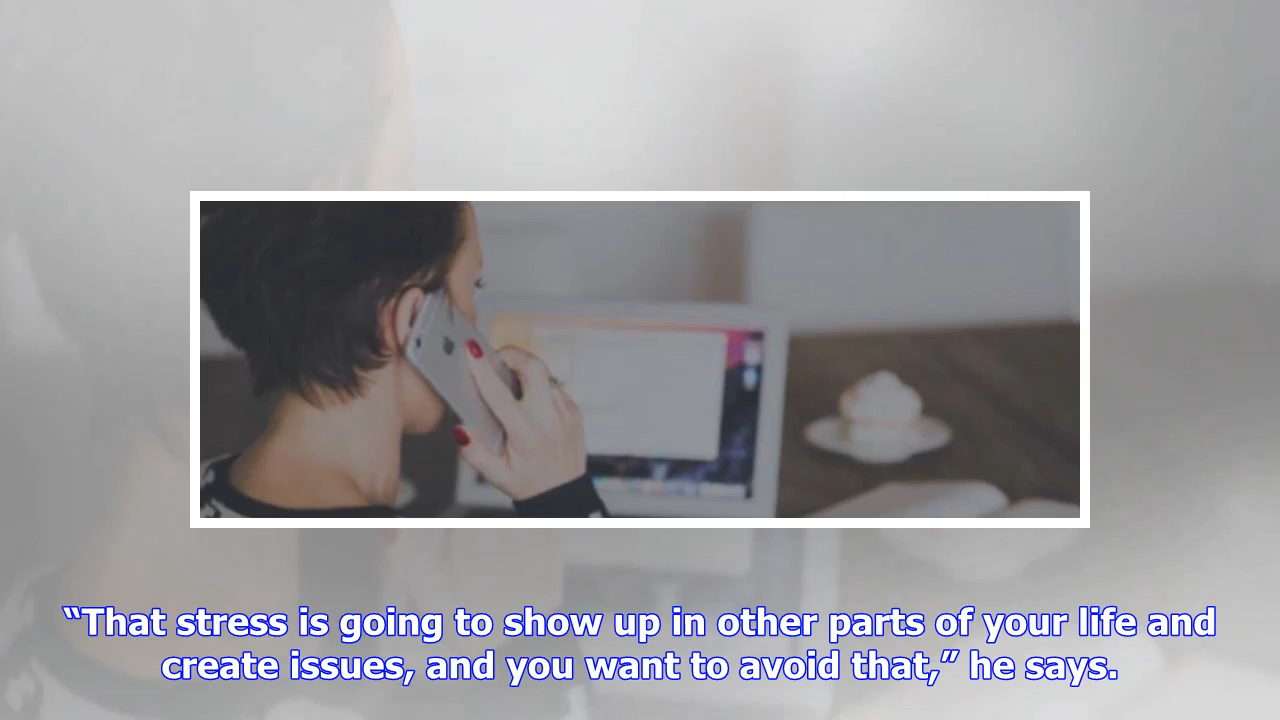 “That stress is going to show up in other parts of your life and
create issues, and you want to avoid that,” he says.